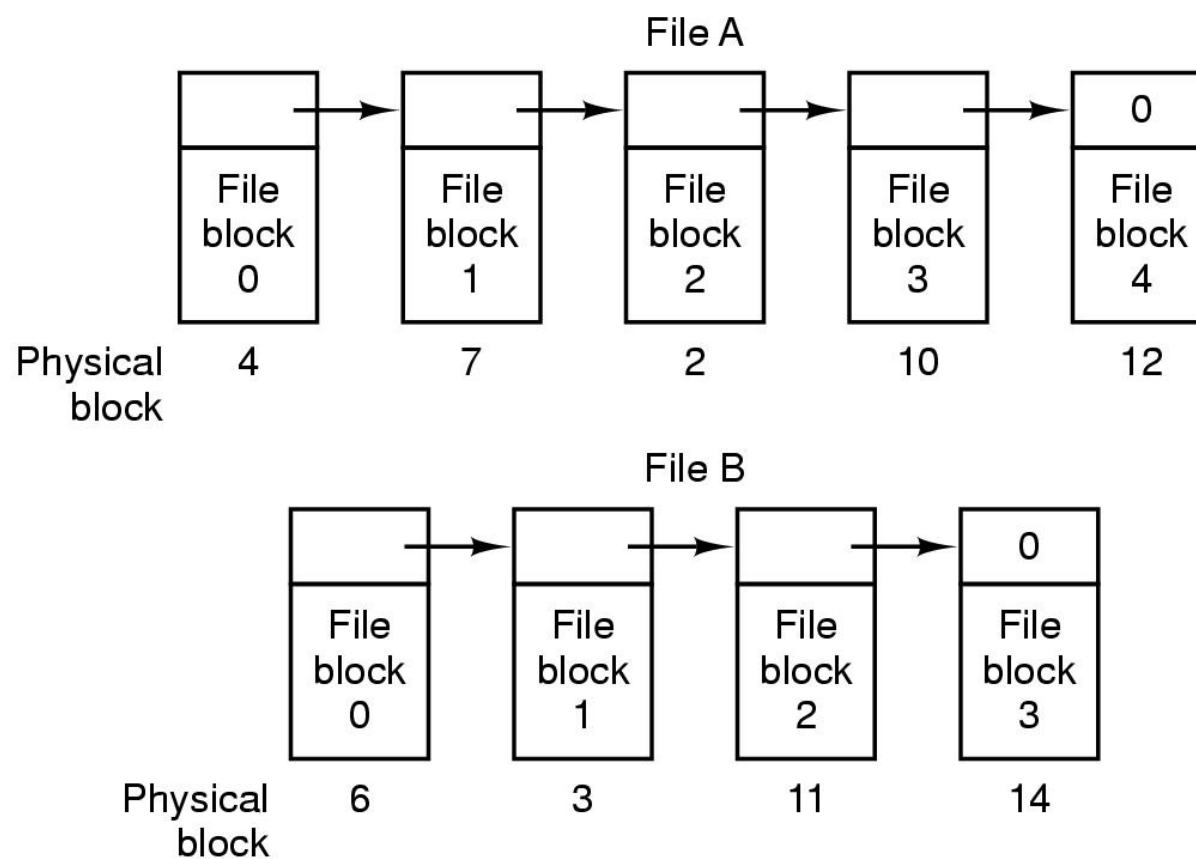 File A
0
File File File File File
block block block block block
0 1 2 3 4
Physical 4 7 2 10 12
block
File B
0
File File File File
block block block block
0 1 2 3
Physical 6 3 11 14
block